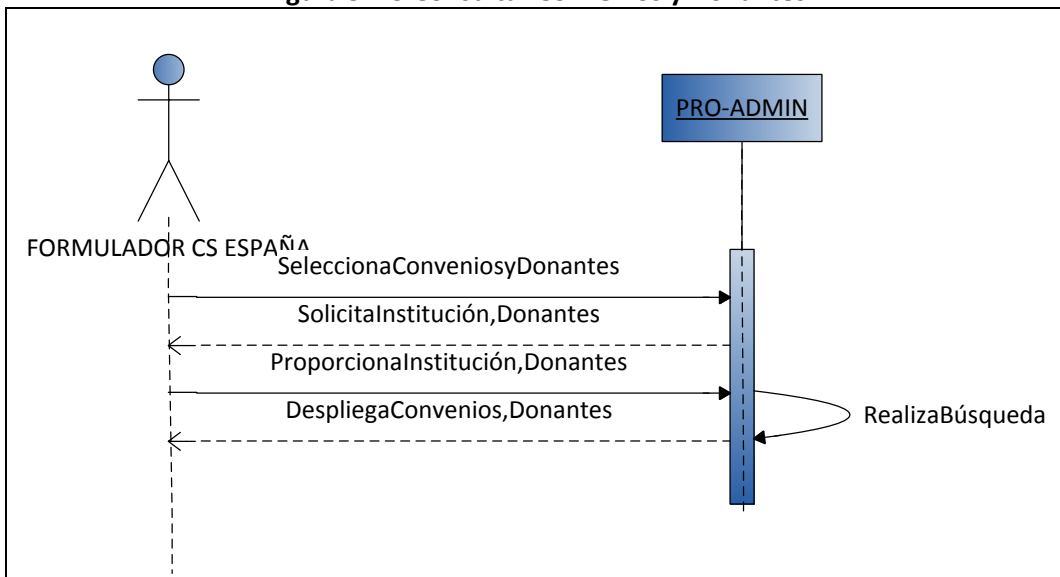 PRO-ADMIN
FORMULADOR CS ESPAÑA
SeleccionaConveniosyDonantes
SolicitaInstitución,Donantes
ProporcionaInstitución,Donantes
DespliegaConvenios,Donantes
RealizaBúsqueda